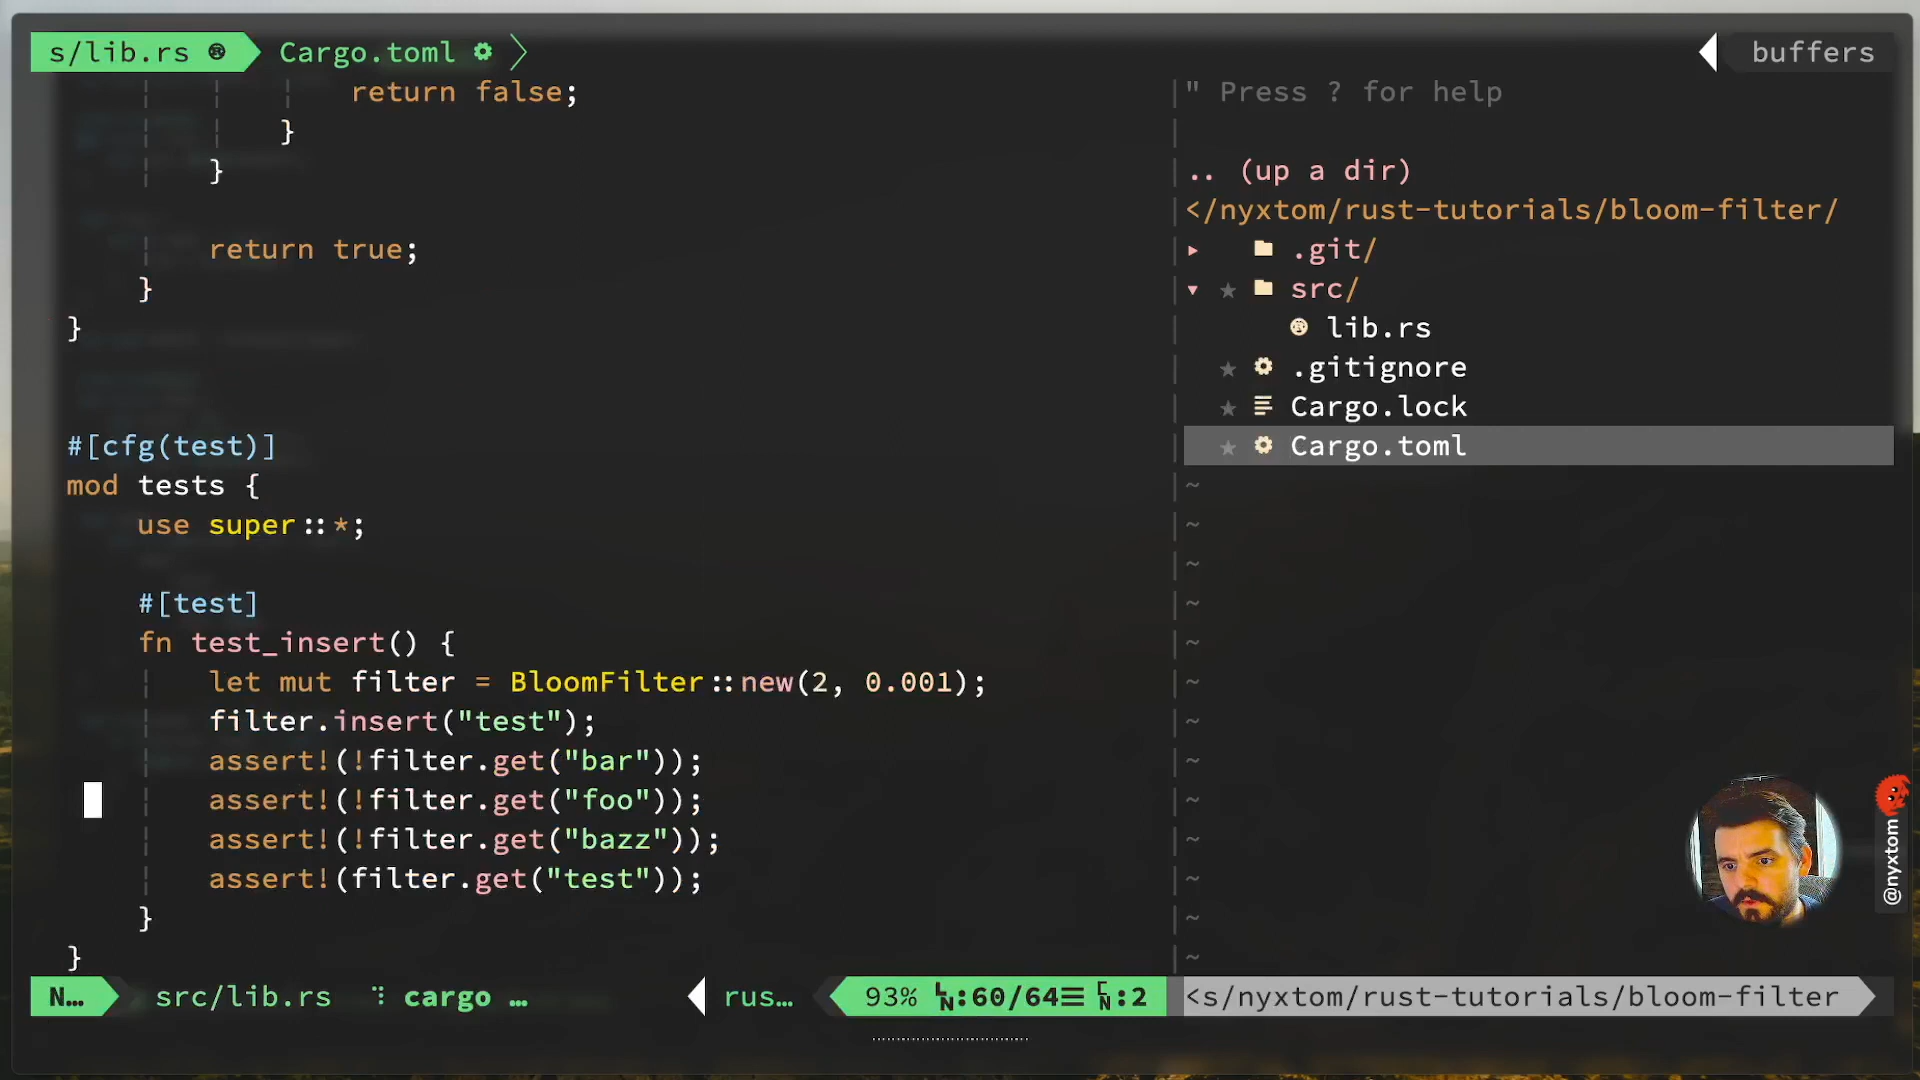 s/lib.rs Cargo.toml buffers
return false;
}
}
return true;
}
}
#[cfg(test)]
mod tests {
use super::*;
#[test]
fn test_insert() {
let mut filter = BloomFilter::new(2, 0.001);
filter.insert("test");
assert!(!filter.get("bar"));
assert!(!filter.get("foo"));
assert!(!filter.get("bazz"));
assert!(filter.get("test"));
}
}
" Press ? for help
.. (up a dir)
</nyxtom/rust-tutorials/bloom-filter/
▸ .git/
▾ ★ src/
lib.rs
★ .gitignore
★ Cargo.lock
★ Cargo.toml
~
~
~
~
~
~
~
~
~
~
~
~
~
@nyxtom
N… src/lib.rs cargo … rus… 93% LN:60/64☰ CN:2
<s/nyxtom/rust-tutorials/bloom-filter